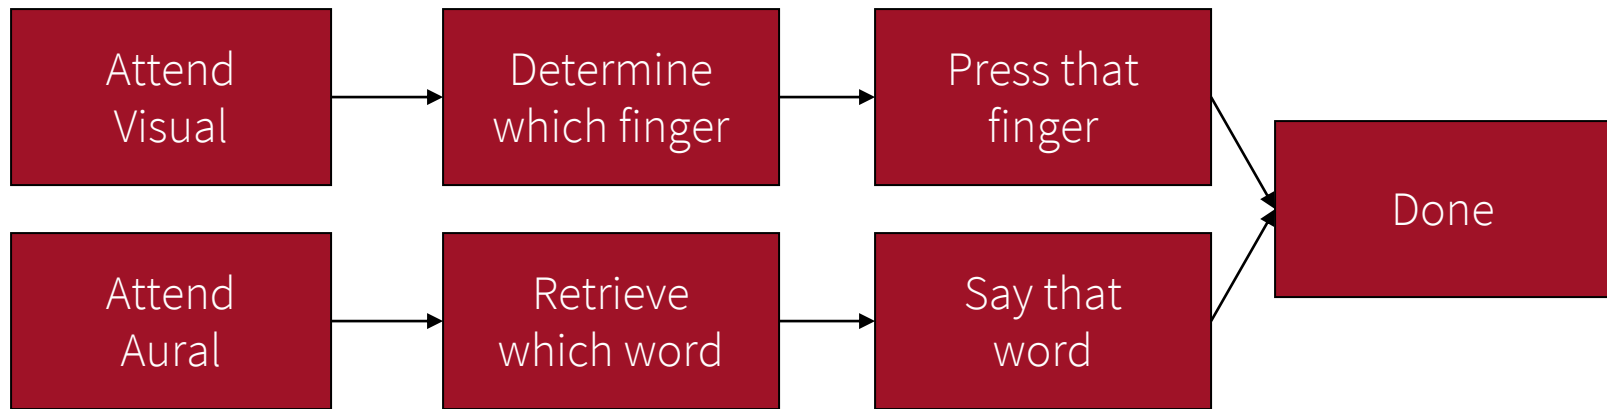 Attend
Visual
Determine
which finger
Press that
finger
Done
Attend
Aural
Retrieve
which word
Say that
word